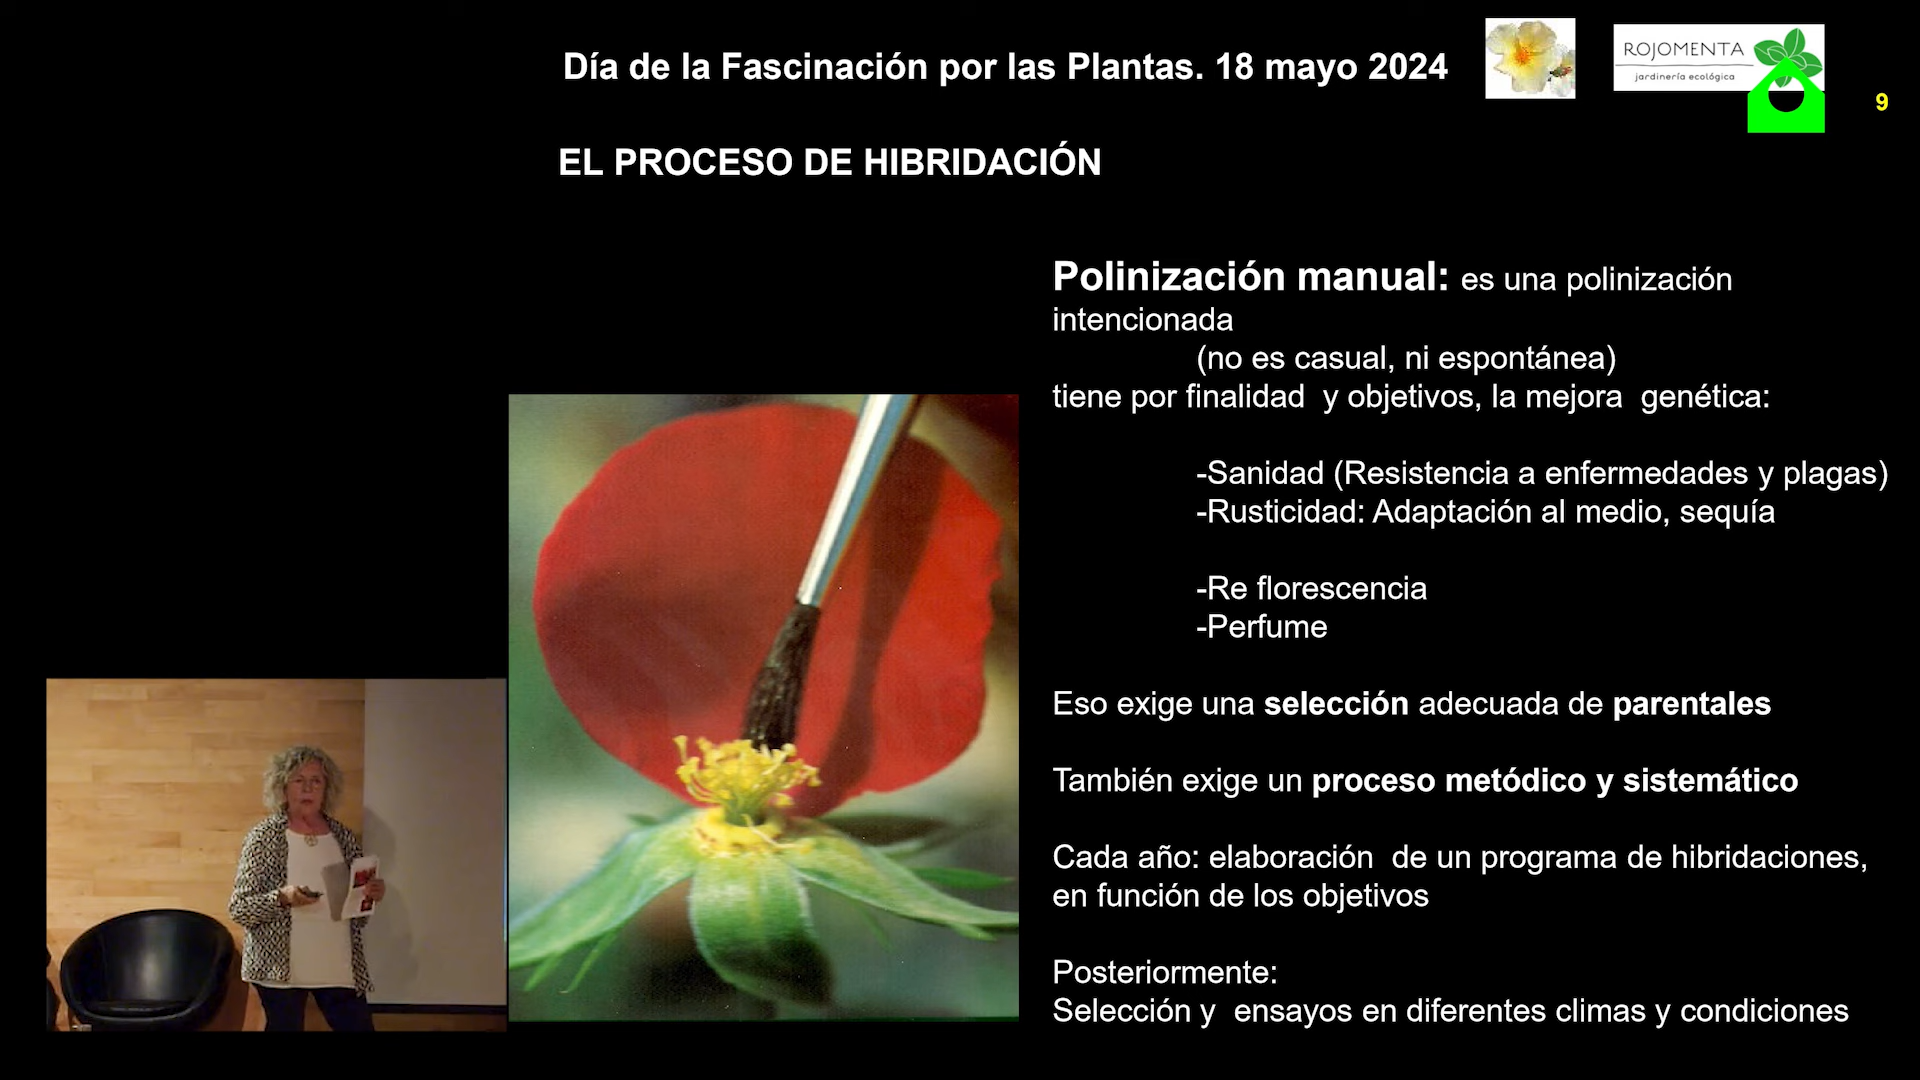 Día de la Fascinación por las Plantas. 18 mayo 2024
ROJOMENTA
jardinería ecológica
9
EL PROCESO DE HIBRIDACIÓN
Polinización manual: es una polinización
intencionada
(no es casual, ni espontánea)
tiene por finalidad y objetivos, la mejora genética:
-Sanidad (Resistencia a enfermedades y plagas)
-Rusticidad: Adaptación al medio, sequía
-Re florescencia
-Perfume
Eso exige una selección adecuada de parentales
También exige un proceso metódico y sistemático
Cada año: elaboración de un programa de hibridaciones,
en función de los objetivos
Posteriormente:
Selección y ensayos en diferentes climas y condiciones